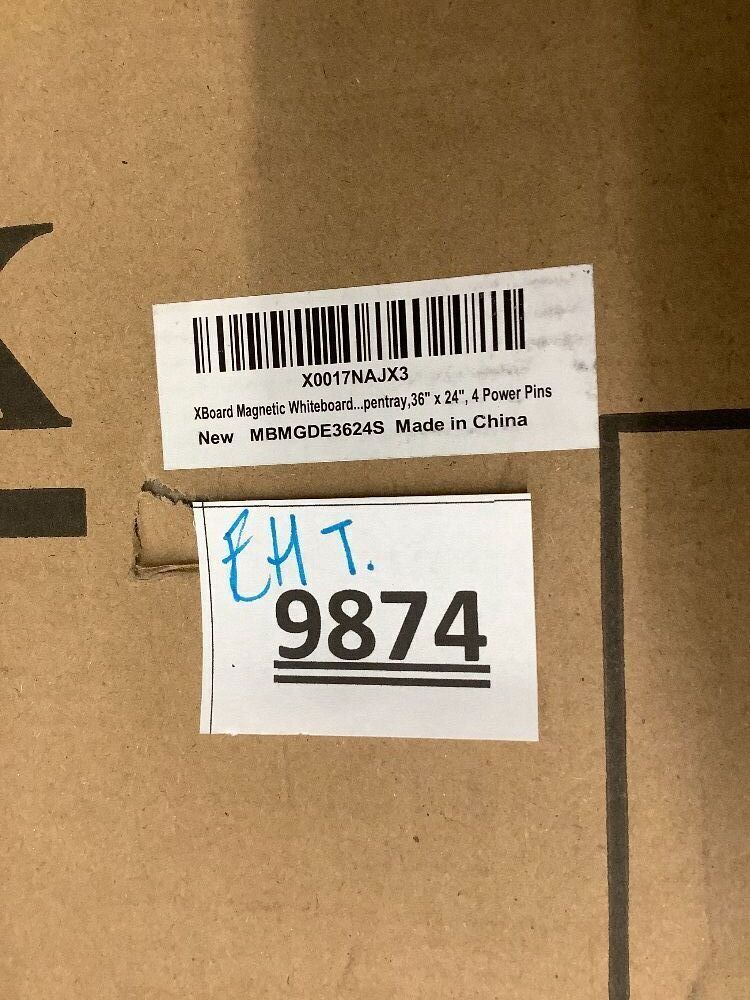 X0017NAJX3
XBoard Magnetic Whiteboard...pentray,36" x 24", 4 Power Pins
New MBMGDE3624S Made in China
EHT.
9874